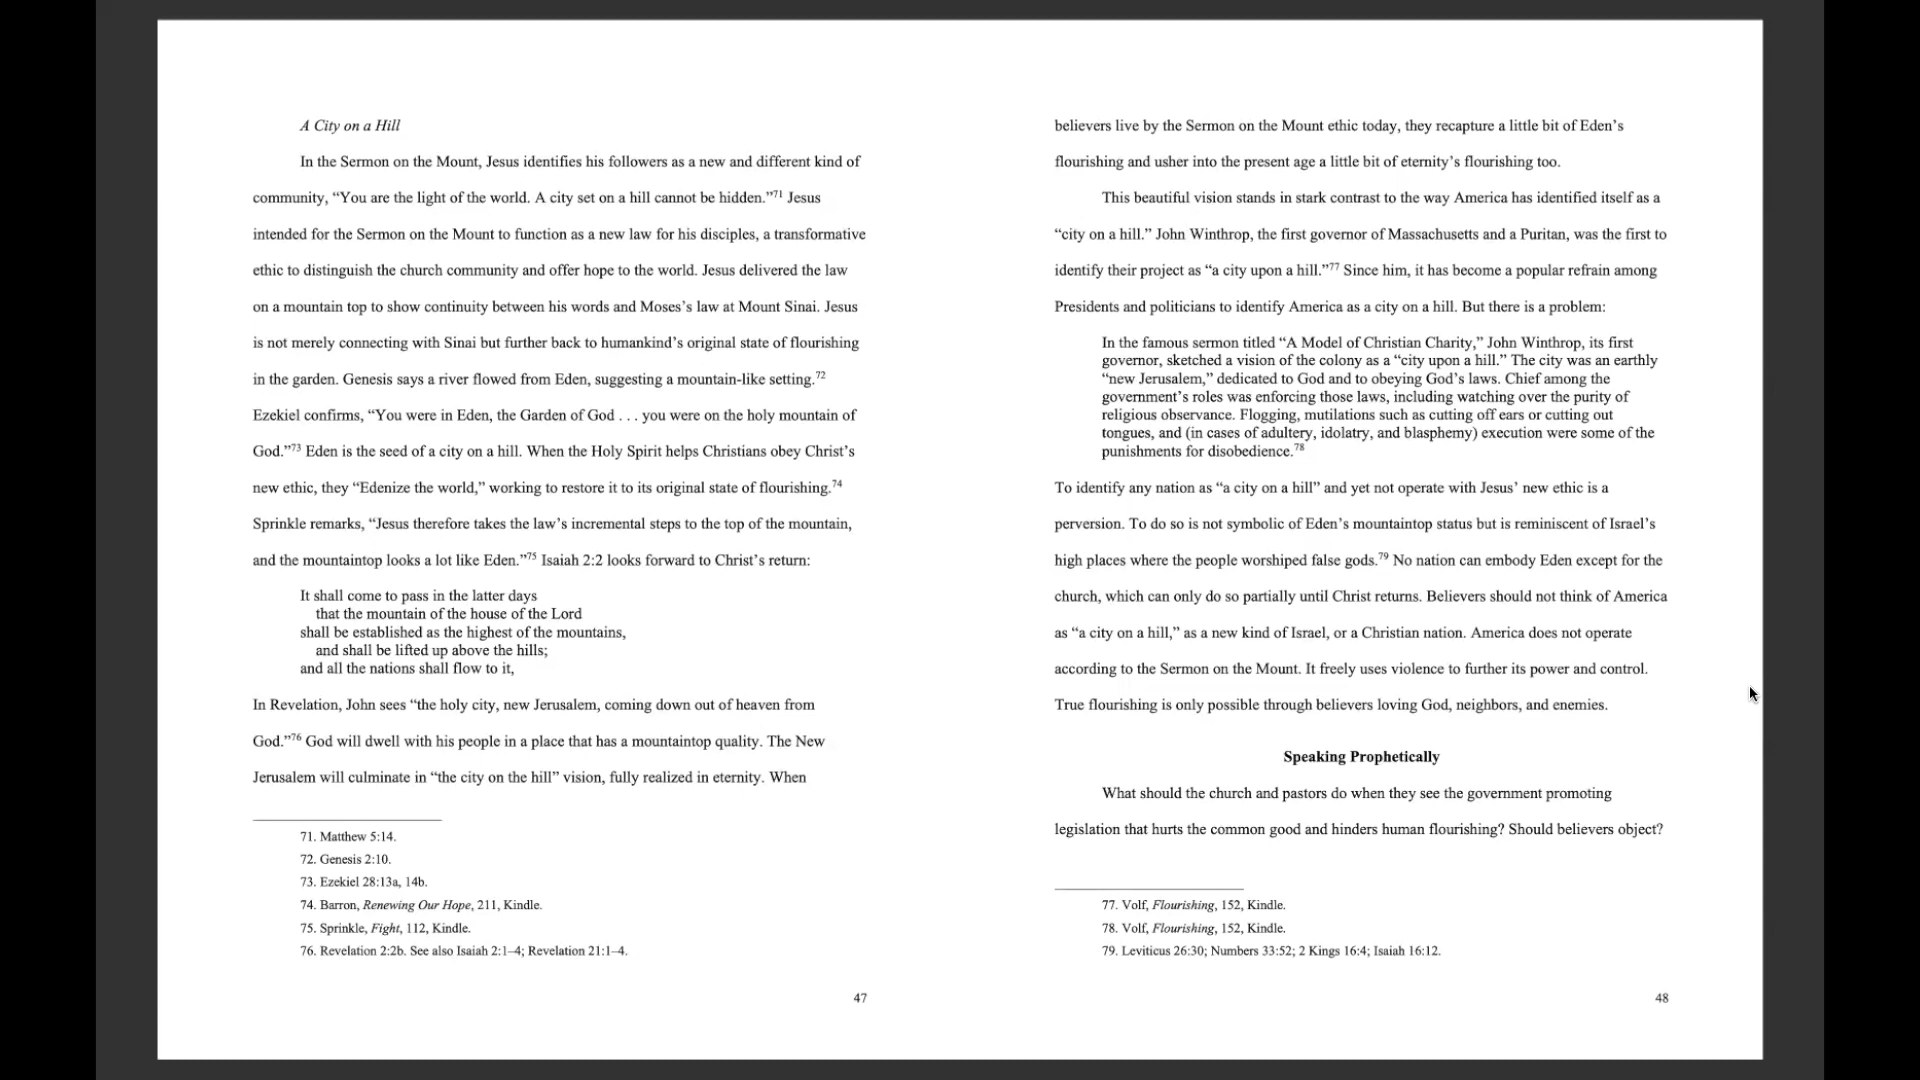 A City on a Hill
In the Sermon on the Mount, Jesus identifies his followers as a new and different kind of
community, “You are the light of the world. A city set on a hill cannot be hidden.”71 Jesus
intended for the Sermon on the Mount to function as a new law for his disciples, a transformative
ethic to distinguish the church community and offer hope to the world. Jesus delivered the law
on a mountain top to show continuity between his words and Moses’s law at Mount Sinai. Jesus
is not merely connecting with Sinai but further back to humankind’s original state of flourishing
in the garden. Genesis says a river flowed from Eden, suggesting a mountain-like setting.72
Ezekiel confirms, “You were in Eden, the Garden of God . . . you were on the holy mountain of
God.”73 Eden is the seed of a city on a hill. When the Holy Spirit helps Christians obey Christ’s
new ethic, they “Edenize the world,” working to restore it to its original state of flourishing.74
Sprinkle remarks, “Jesus therefore takes the law’s incremental steps to the top of the mountain,
and the mountaintop looks a lot like Eden.”75 Isaiah 2:2 looks forward to Christ’s return:
It shall come to pass in the latter days
that the mountain of the house of the Lord
shall be established as the highest of the mountains,
and shall be lifted up above the hills;
and all the nations shall flow to it,
In Revelation, John sees “the holy city, new Jerusalem, coming down out of heaven from
God.”76 God will dwell with his people in a place that has a mountaintop quality. The New
Jerusalem will culminate in “the city on the hill” vision, fully realized in eternity. When
71. Matthew 5:14.
72. Genesis 2:10.
73. Ezekiel 28:13a, 14b.
74. Barron, Renewing Our Hope, 211, Kindle.
75. Sprinkle, Fight, 112, Kindle.
76. Revelation 2:2b. See also Isaiah 2:1–4; Revelation 21:1–4.
47
believers live by the Sermon on the Mount ethic today, they recapture a little bit of Eden’s
flourishing and usher into the present age a little bit of eternity’s flourishing too.
This beautiful vision stands in stark contrast to the way America has identified itself as a
“city on a hill.” John Winthrop, the first governor of Massachusetts and a Puritan, was the first to
identify their project as “a city upon a hill.”77 Since him, it has become a popular refrain among
Presidents and politicians to identify America as a city on a hill. But there is a problem:
In the famous sermon titled “A Model of Christian Charity,” John Winthrop, its first
governor, sketched a vision of the colony as a “city upon a hill.” The city was an earthly
“new Jerusalem,” dedicated to God and to obeying God’s laws. Chief among the
government’s roles was enforcing those laws, including watching over the purity of
religious observance. Flogging, mutilations such as cutting off ears or cutting out
tongues, and (in cases of adultery, idolatry, and blasphemy) execution were some of the
punishments for disobedience.78
To identify any nation as “a city on a hill” and yet not operate with Jesus’ new ethic is a
perversion. To do so is not symbolic of Eden’s mountaintop status but is reminiscent of Israel’s
high places where the people worshiped false gods.79 No nation can embody Eden except for the
church, which can only do so partially until Christ returns. Believers should not think of America
as “a city on a hill,” as a new kind of Israel, or a Christian nation. America does not operate
according to the Sermon on the Mount. It freely uses violence to further its power and control.
True flourishing is only possible through believers loving God, neighbors, and enemies.
Speaking Prophetically
What should the church and pastors do when they see the government promoting
legislation that hurts the common good and hinders human flourishing? Should believers object?
77. Volf, Flourishing, 152, Kindle.
78. Volf, Flourishing, 152, Kindle.
79. Leviticus 26:30; Numbers 33:52; 2 Kings 16:4; Isaiah 16:12.
48